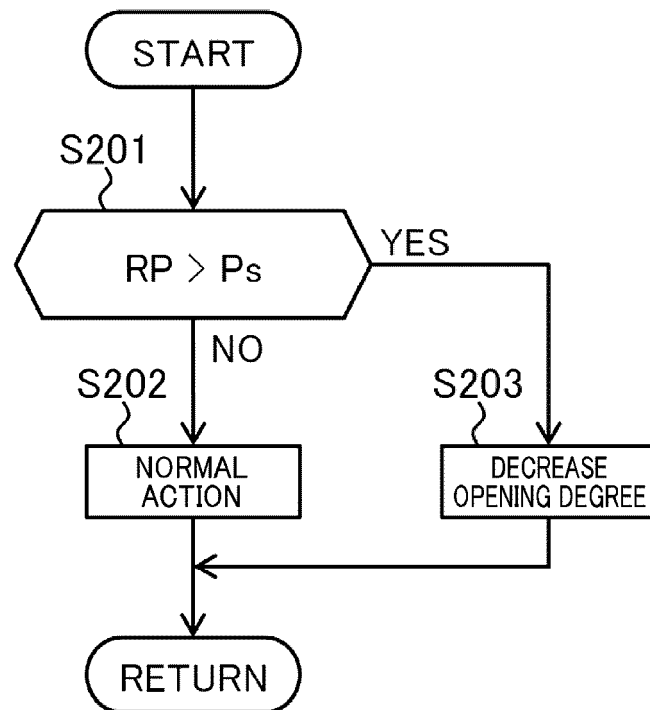 START
S201
RP > Ps
YES
NO
S202
S203
NORMAL
ACTION
DECREASE
OPENING DEGREE
RETURN